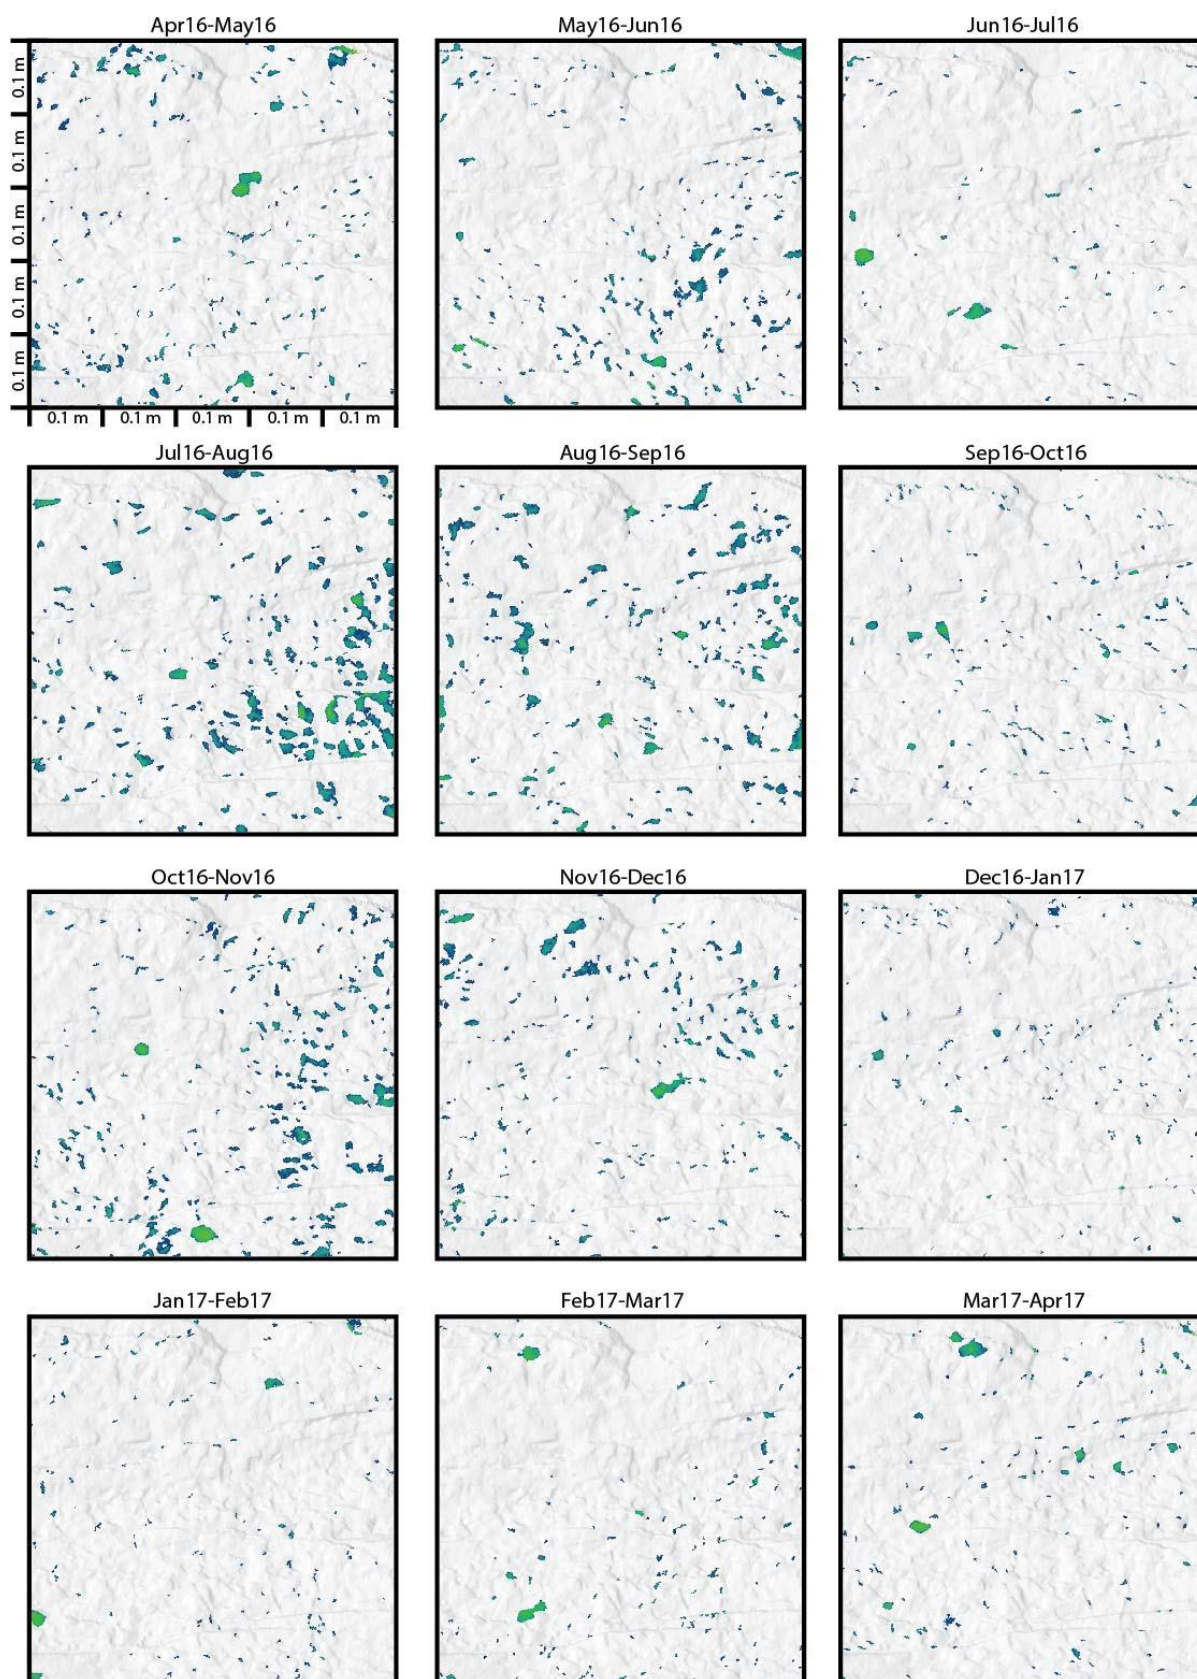 Apr16-May16
May16-Jun16
Jun16-Jul16
0.1 m
0.1 m
0.1 m
0.1 m
0.1 m
0.1 m
0.1 m
0.1 m
0.1 m
0.1 m
Jul16-Aug16
Aug16-Sep16
Sep16-Oct16
Oct16-Nov16
Nov16-Dec16
Dec16-Jan17
Jan17-Feb17
Feb17-Mar17
Mar17-Apr17